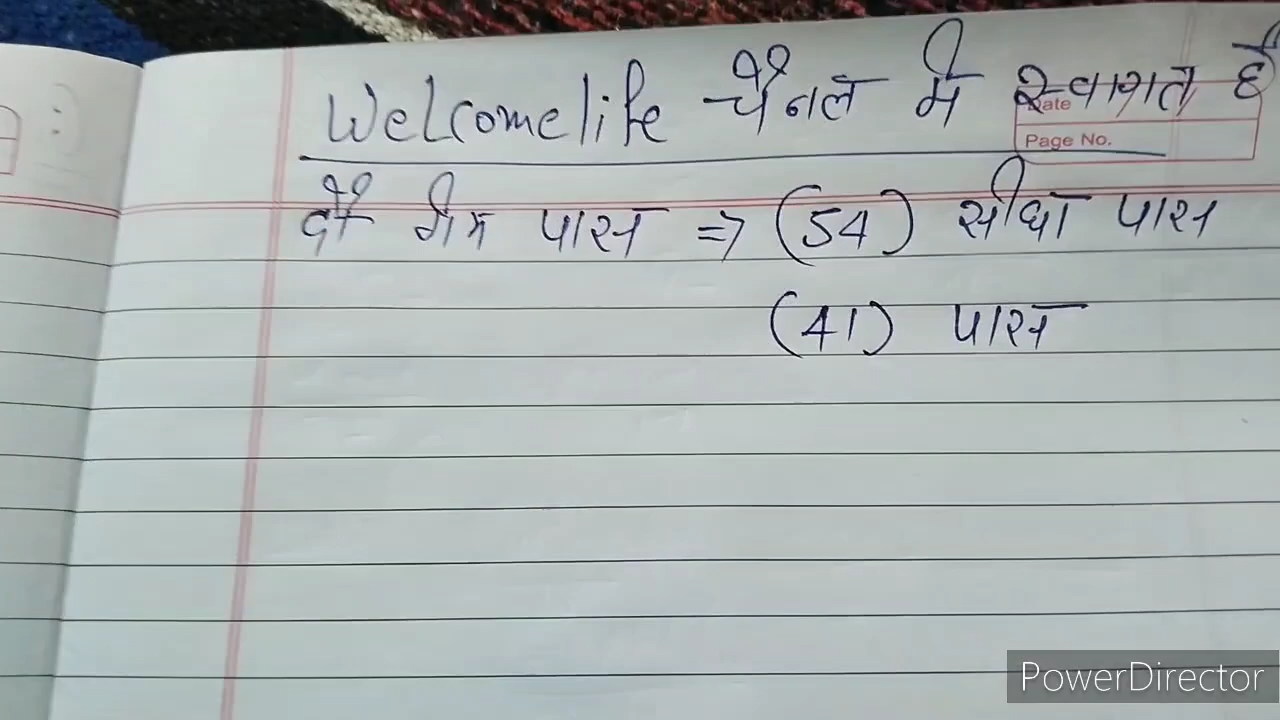 Welcomelife चैनल में स्वागत है
Date
Page No.
दो गेम पास => (54) सीधा पास
(41) पास
PowerDirector